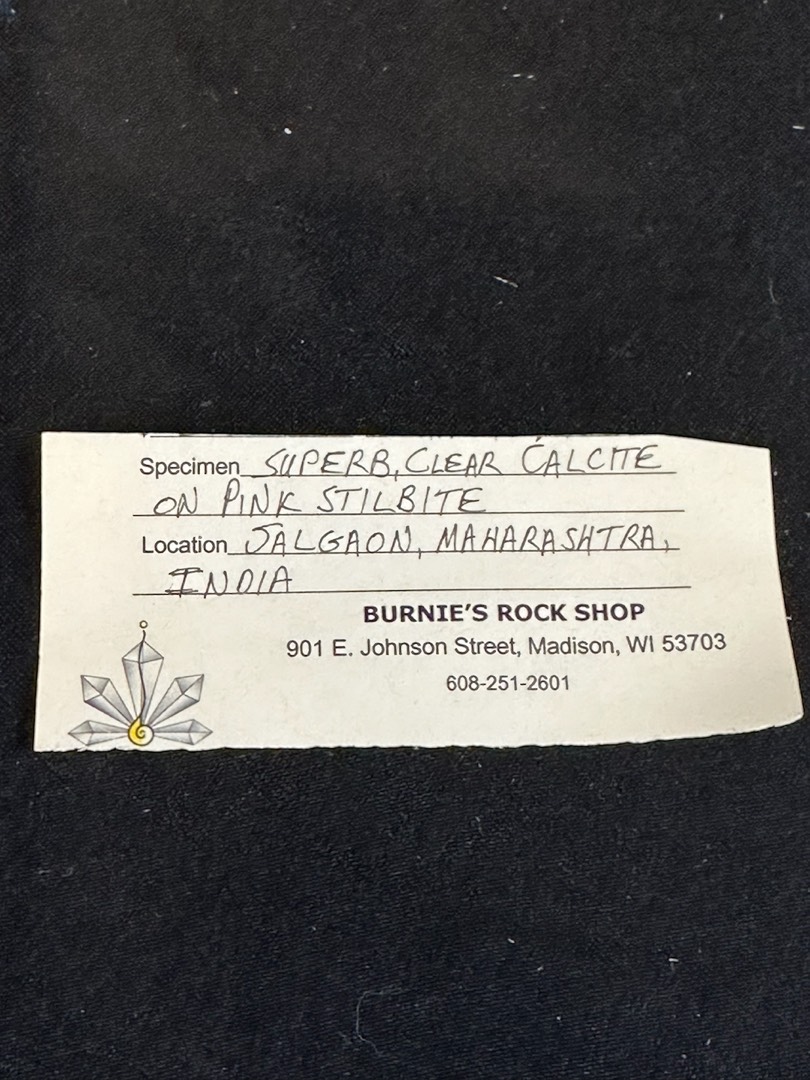 Specimen SUPERB, CLEAR CALCITE
ON PINK STILBITE
Location JALGAON, MAHARASHTRA,
INDIA
BURNIE'S ROCK SHOP
901 E. Johnson Street, Madison, WI 53703
608-251-2601